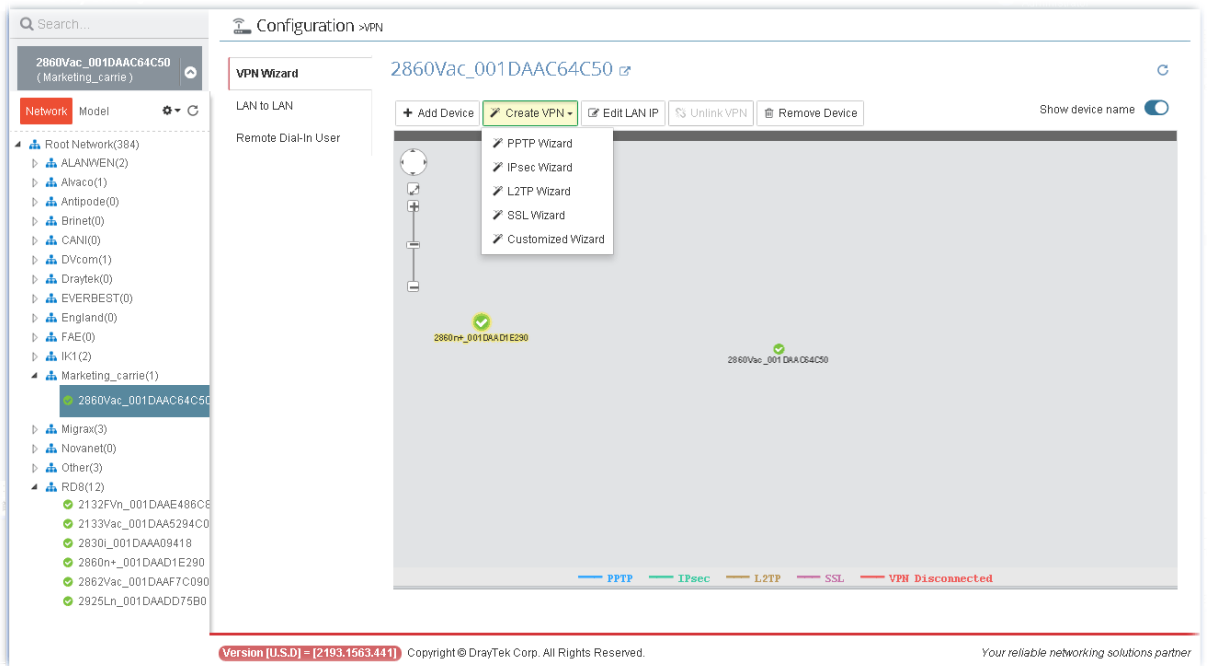 Search...
Configuration >VPN
2860Vac_001DAAC64C50
( Marketing_carrie )
Network Model
Root Network(384)
ALANWEN(2)
Alvaco(1)
Antipode(0)
Brinet(0)
CANI(0)
DVcom(1)
Draytek(0)
EVERBEST(0)
England(0)
FAE(0)
IK1(2)
Marketing_carrie(1)
2860Vac_001DAAC64C50
Migrax(3)
Novanet(0)
Other(3)
RD8(12)
2132FVn_001DAAE486C8
2133Vac_001DAA5294C0
2830i_001DAAA09418
2860n+_001DAAD1E290
2862Vac_001DAAF7C090
2925Ln_001DAADD75B0
VPN Wizard
LAN to LAN
Remote Dial-In User
2860Vac_001DAAC64C50
Add Device Create VPN Edit LAN IP Unlink VPN Remove Device Show device name
PPTP Wizard
IPsec Wizard
L2TP Wizard
SSL Wizard
Customized Wizard
2860n+_001DAAD1E290
2860Vac_001DAAC64C50
PPTP IPsec L2TP SSL VPN Disconnected
Version [U.S.D] = [2193.1563.441] Copyright © DrayTek Corp. All Rights Reserved. Your reliable networking solutions partner